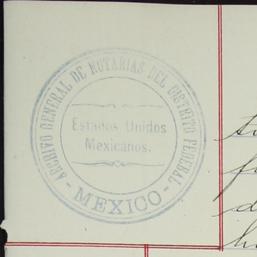 ARCHIVO GENERAL DE NOTARIAS DEL DISTRITO FEDERAL
Estados Unidos
Mexicanos.
- MEXICO -